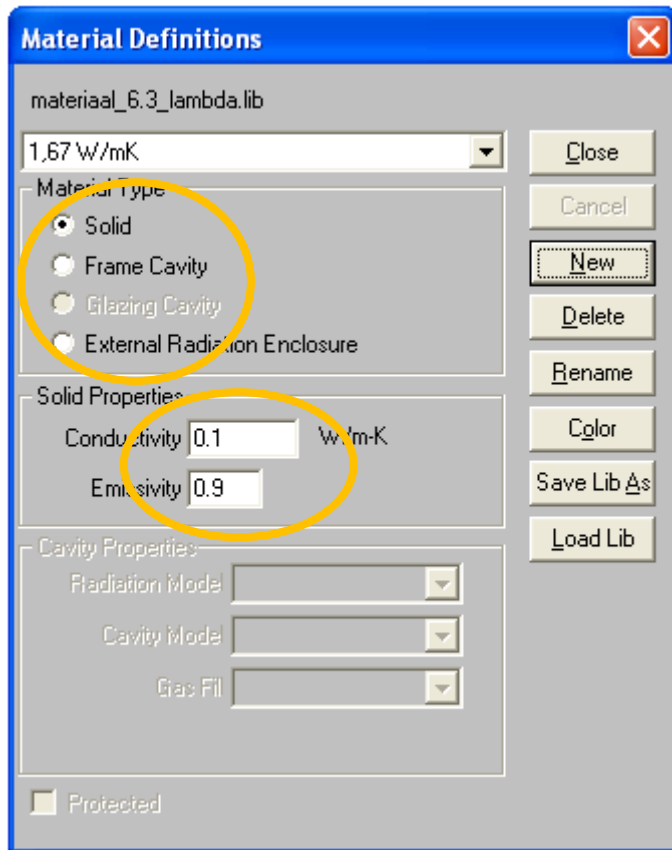 Material Definitions
materiaal_6.3_lambda.lib
1,67 W/mK
Close
Material Type
Cancel
Solid
Frame Cavity
New
Glazing Cavity
Delete
External Radiation Enclosure
Rename
Solid Properties
Conductivity 0.1 W/m-K
Color
Emissivity 0.9
Save Lib As
Load Lib
Cavity Properties
Radiation Model
Cavity Model
Gas Fill
Protected